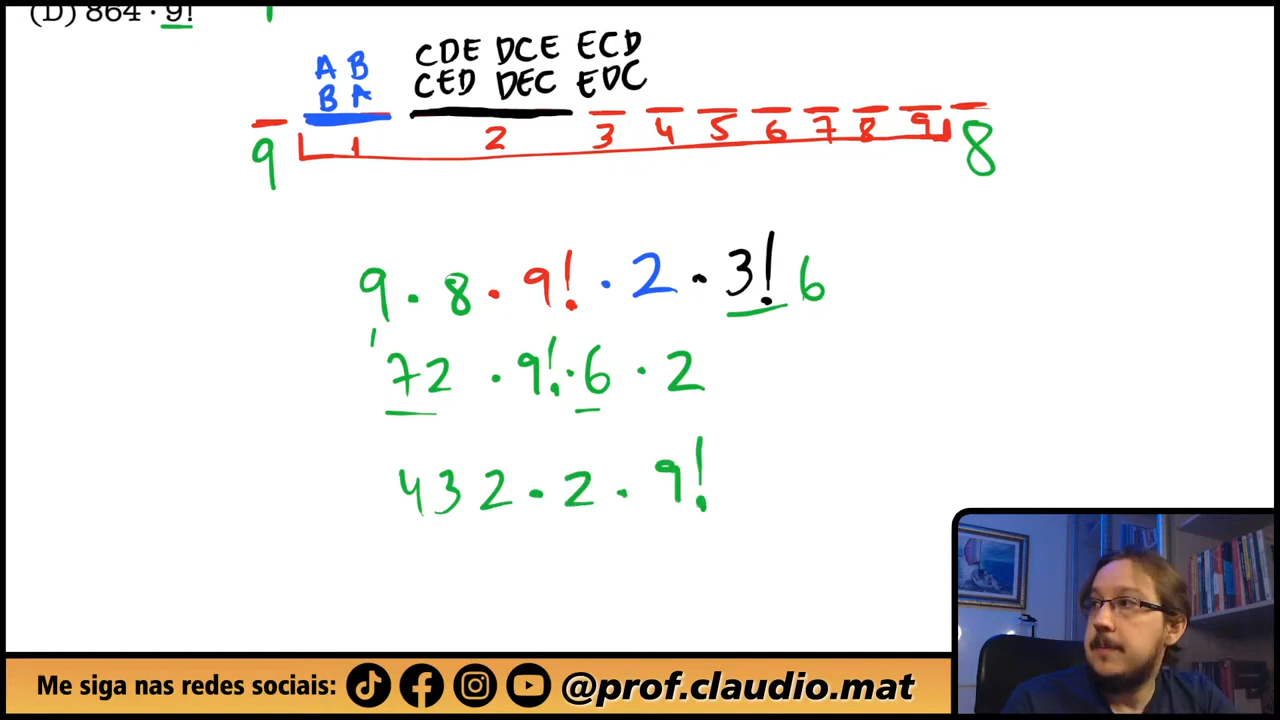 (D) 864 · 9!
A B CDE DCE ECD
B A CED DEC EDC
1 2 3 4 5 6 7 8 9
9 8
9 · 8 · 9! · 2 · 3! 6
72 · 9! · 6 · 2
432 · 2 · 9!
Me siga nas redes sociais: @prof.claudio.mat